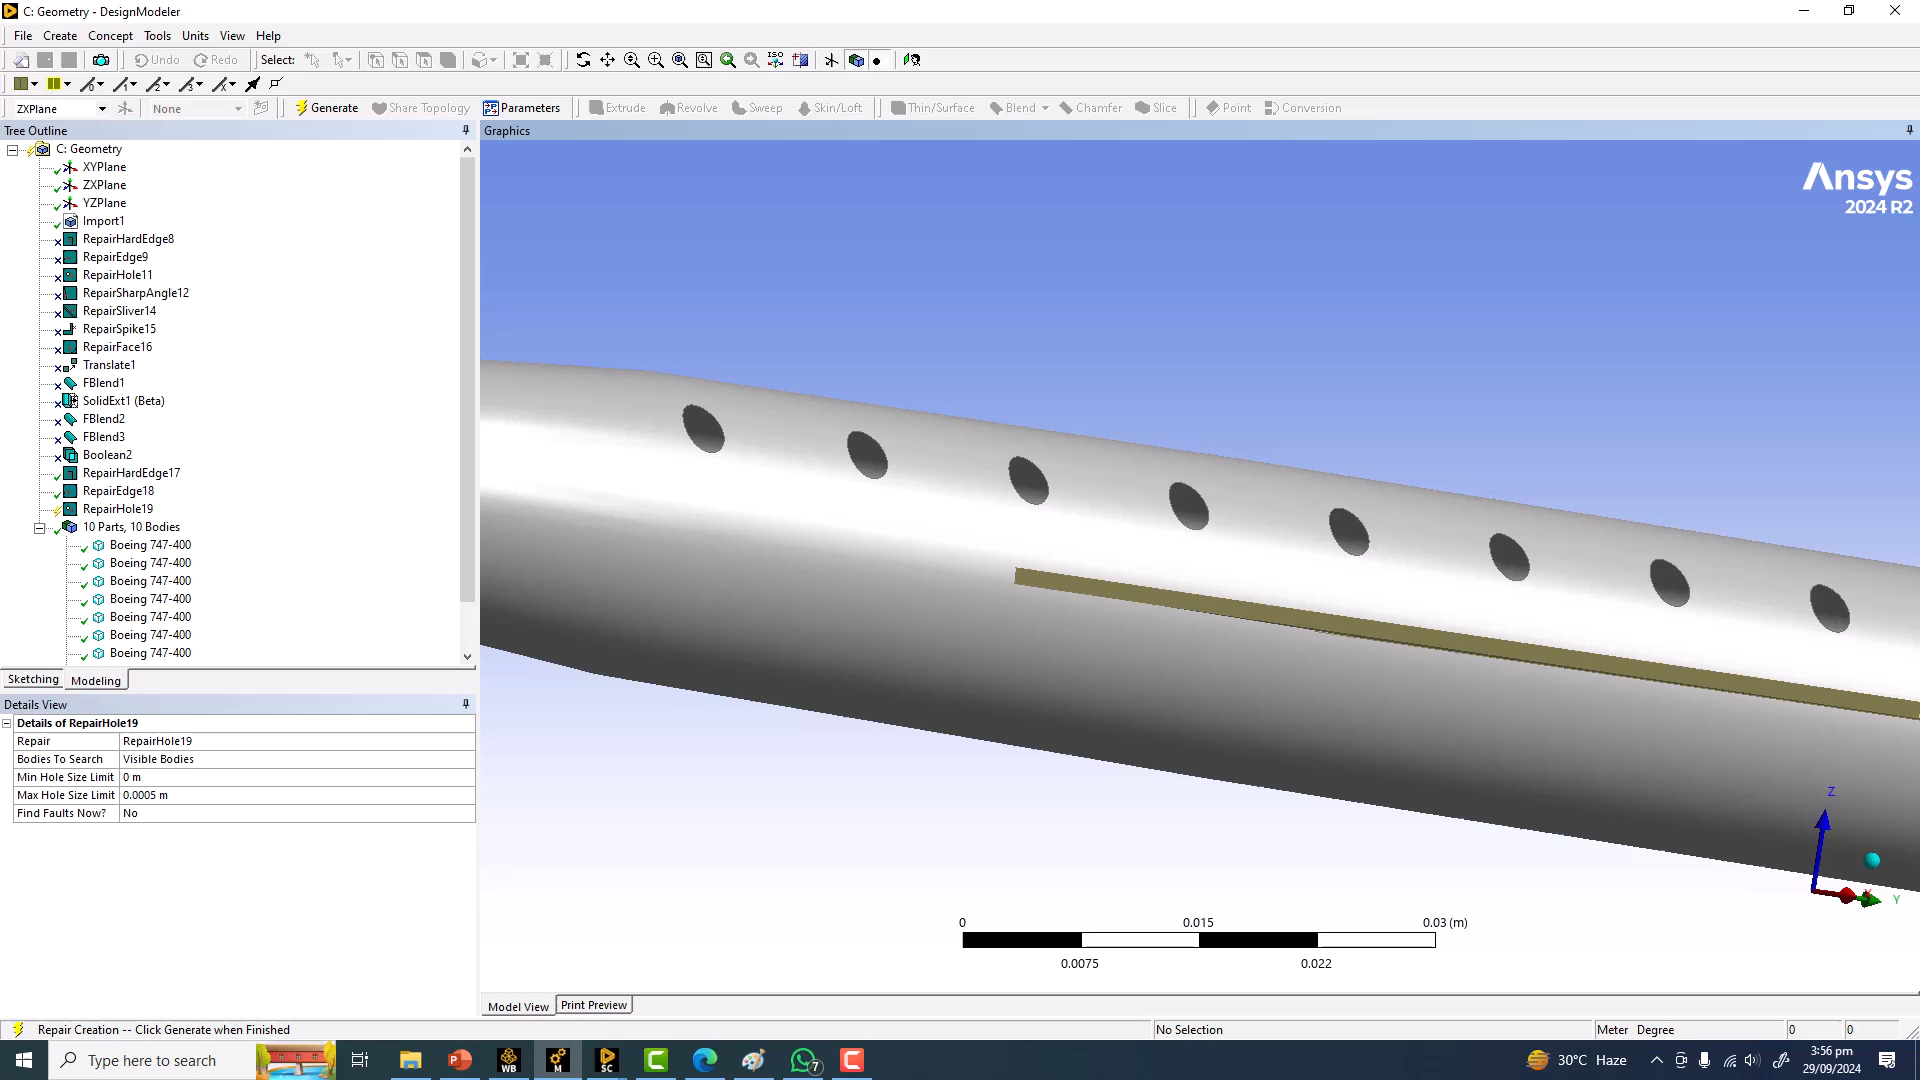 C: Geometry - DesignModeler
File Create Concept Tools Units View Help
Undo Redo Select: ISO
ZXPlane None Generate Share Topology Parameters Extrude Revolve Sweep Skin/Loft Thin/Surface Blend Chamfer Slice Point Conversion
Tree Outline
C: Geometry
XYPlane
ZXPlane
YZPlane
Import1
RepairHardEdge8
RepairEdge9
RepairHole11
RepairSharpAngle12
RepairSliver14
RepairSpike15
RepairFace16
Translate1
FBlend1
SolidExt1 (Beta)
FBlend2
FBlend3
Boolean2
RepairHardEdge17
RepairEdge18
RepairHole19
10 Parts, 10 Bodies
Boeing 747-400
Boeing 747-400
Boeing 747-400
Boeing 747-400
Boeing 747-400
Boeing 747-400
Boeing 747-400
Sketching Modeling
Details View
Details of RepairHole19
Repair RepairHole19
Bodies To Search Visible Bodies
Min Hole Size Limit 0 m
Max Hole Size Limit 0.0005 m
Find Faults Now? No
Graphics
Ansys
2024 R2
Z
X
Y
0 0.015 0.03 (m)
0.0075 0.022
Model View Print Preview
Repair Creation -- Click Generate when Finished No Selection Meter Degree 0 0
Type here to search
WB
M
SC
7
30°C Haze
3:56 pm
29/09/2024